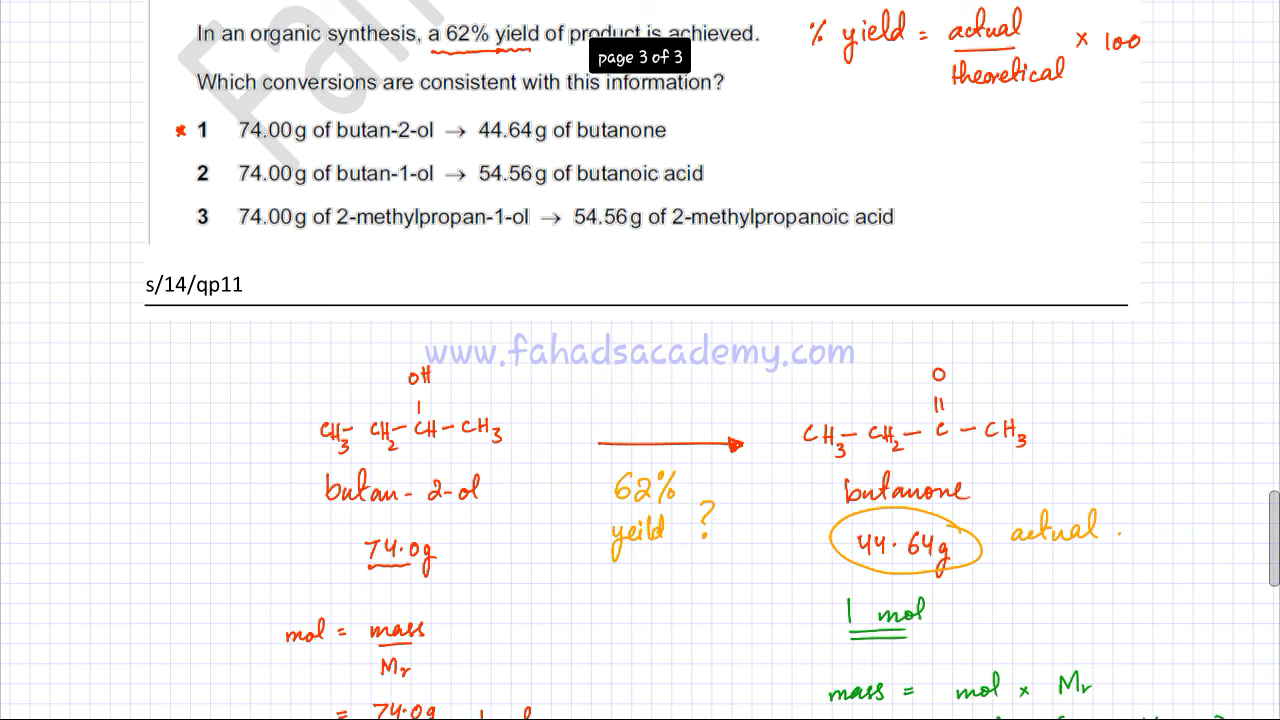 In an organic synthesis, a 62% yield of product is achieved.
% yield = actual / theoretical × 100
page 3 of 3
Which conversions are consistent with this information?
* 1 74.00 g of butan-2-ol → 44.64 g of butanone
2 74.00 g of butan-1-ol → 54.56 g of butanoic acid
3 74.00 g of 2-methylpropan-1-ol → 54.56 g of 2-methylpropanoic acid
s/14/qp11
www.fahadsacademy.com
OH
O
CH3 - CH2 - CH - CH3
CH3 - CH2 - C - CH3
butan - 2-ol
62%
yeild ?
butanone
74.0g
44.64g
actual .
1 mol
mol = mass / Mr
mass = mol × Mr
= 74.0g